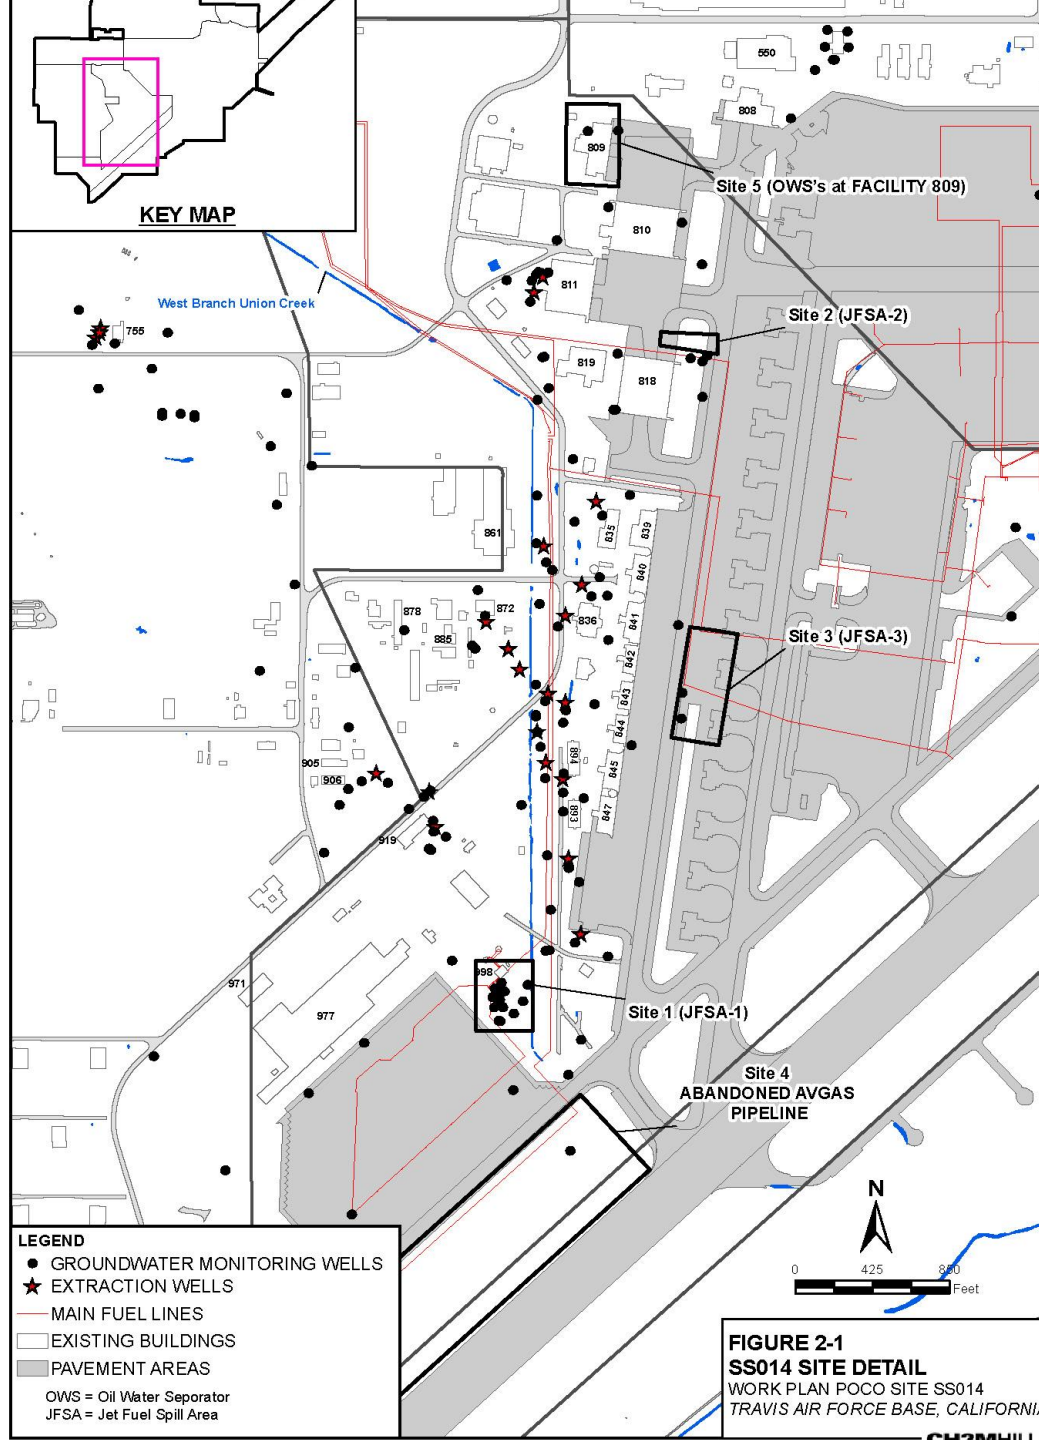 KEY MAP
550
808
809
Site 5 (OWS's at FACILITY 809)
810
811
West Branch Union Creek
755
Site 2 (JFSA-2)
819
818
861
835
839
840
872
878
885
836
841
842
Site 3 (JFSA-3)
843
844
894
845
905
906
893
847
919
998
971
977
Site 1 (JFSA-1)
Site 4
ABANDONED AVGAS
PIPELINE
N
0 425 850
Feet
LEGEND
GROUNDWATER MONITORING WELLS
EXTRACTION WELLS
MAIN FUEL LINES
EXISTING BUILDINGS
PAVEMENT AREAS
OWS = Oil Water Seporator
JFSA = Jet Fuel Spill Area
FIGURE 2-1
SS014 SITE DETAIL
WORK PLAN POCO SITE SS014
TRAVIS AIR FORCE BASE, CALIFORNIA
CH2MHILL